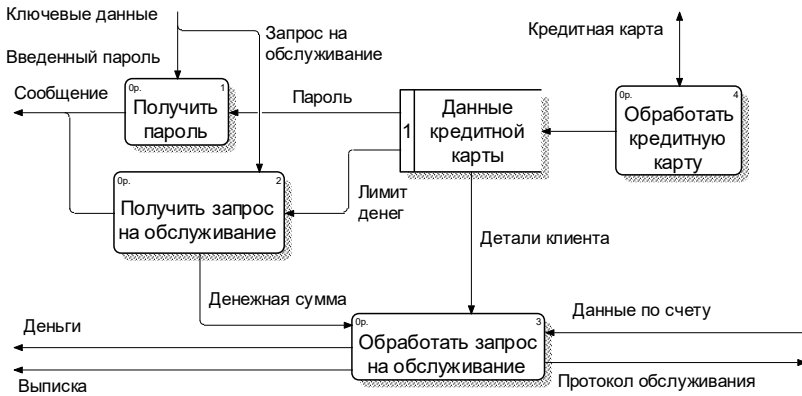 Ключевые данные
Запрос на
обслуживание
Кредитная карта
Введенный пароль
Сообщение
0р.
1
Получить
пароль
Пароль
1
Данные
кредитной
карты
0р.
4
Обработать
кредитную
карту
0р.
2
Получить запрос
на обслуживание
Лимит
денег
Детали клиента
Денежная сумма
Деньги
0р.
3
Обработать запрос
на обслуживание
Данные по счету
Выписка
Протокол обслуживания